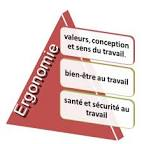 Ergonomie
valeurs, conception
et sens du travail.
bien-être au travail
santé et sécurité au
travail